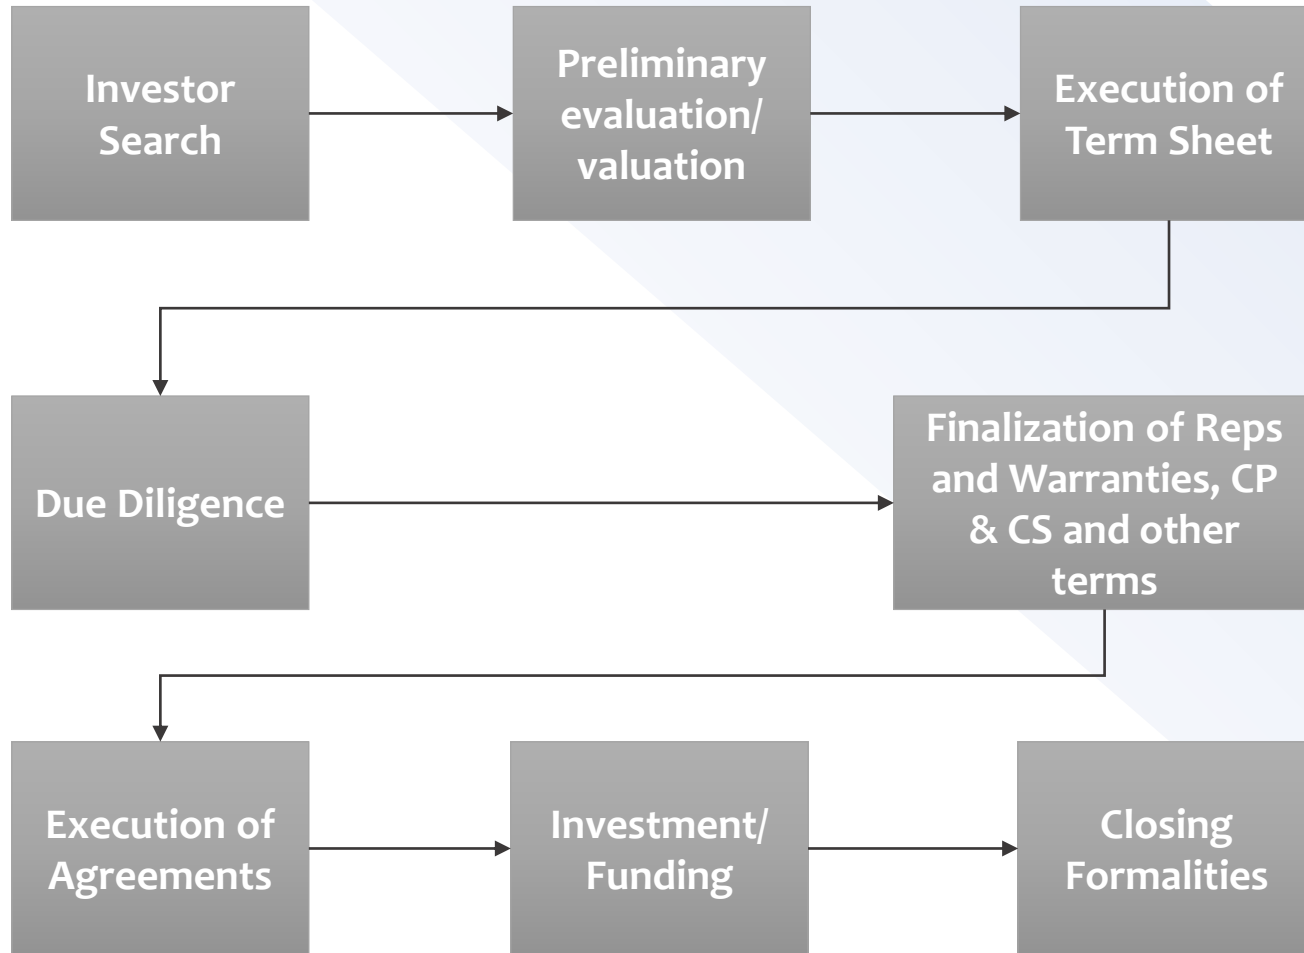 Investor
Search
Preliminary
evaluation/
valuation
Execution of
Term Sheet
Due Diligence
Finalization of Reps
and Warranties, CP
& CS and other
terms
Execution of
Agreements
Investment/
Funding
Closing
Formalities